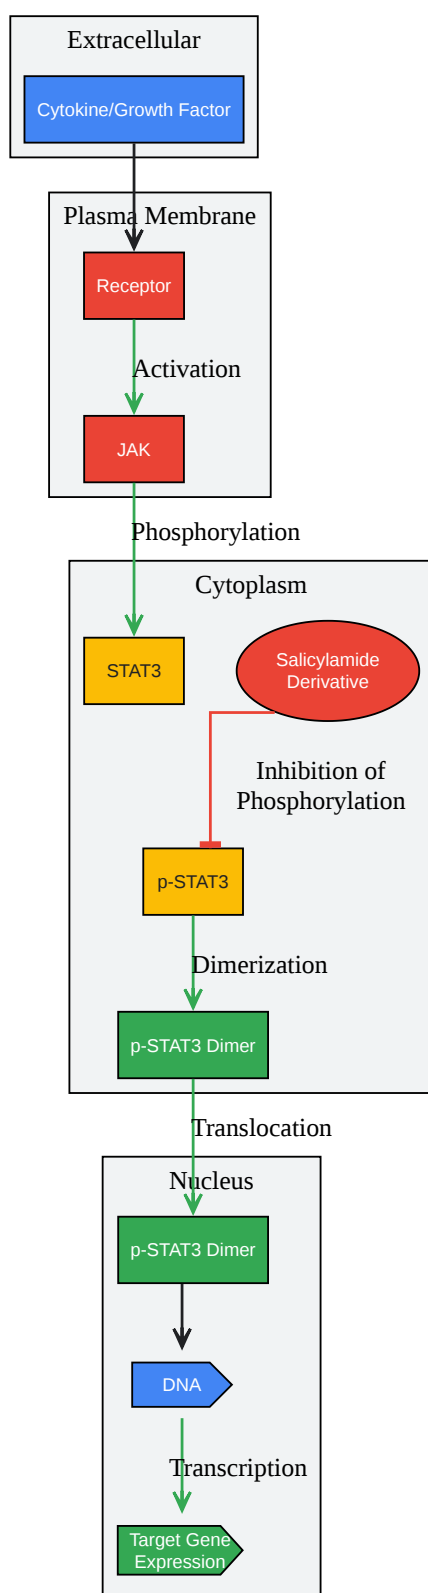 Extracellular
Cytokine/Growth Factor
Plasma Membrane
Receptor
Activation
JAK
Phosphorylation
Cytoplasm
STAT3
Salicylamide
Derivative
Inhibition of
Phosphorylation
p-STAT3
Dimerization
p-STAT3 Dimer
Translocation
Nucleus
p-STAT3 Dimer
DNA
Transcription
Target Gene
Expression